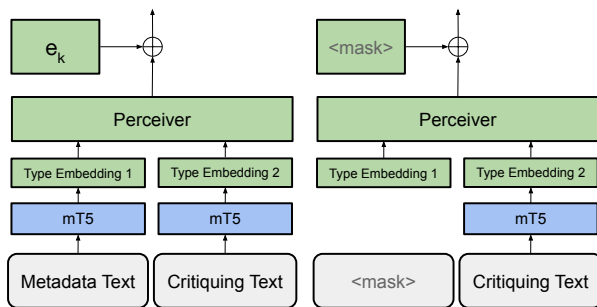 e_k
<mask>
Perceiver
Perceiver
Type Embedding 1
Type Embedding 2
Type Embedding 1
Type Embedding 2
mT5
mT5
mT5
Metadata Text
Critiquing Text
<mask>
Critiquing Text